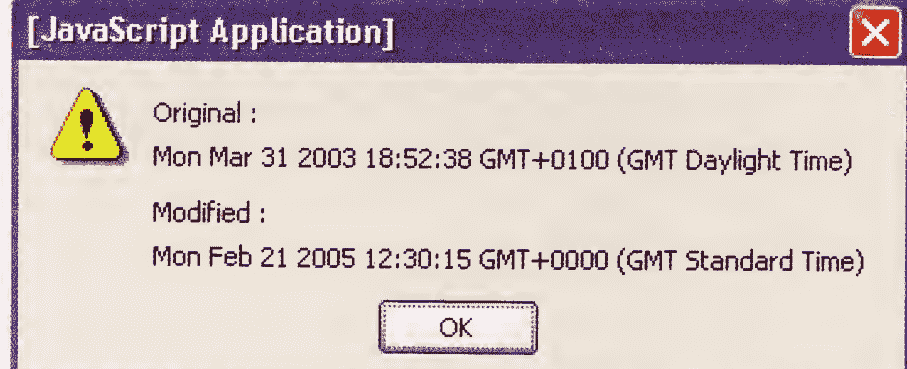 [JavaScript Application]
Original :
Mon Mar 31 2003 18:52:38 GMT+0100 (GMT Daylight Time)
Modified :
Mon Feb 21 2005 12:30:15 GMT+0000 (GMT Standard Time)
OK